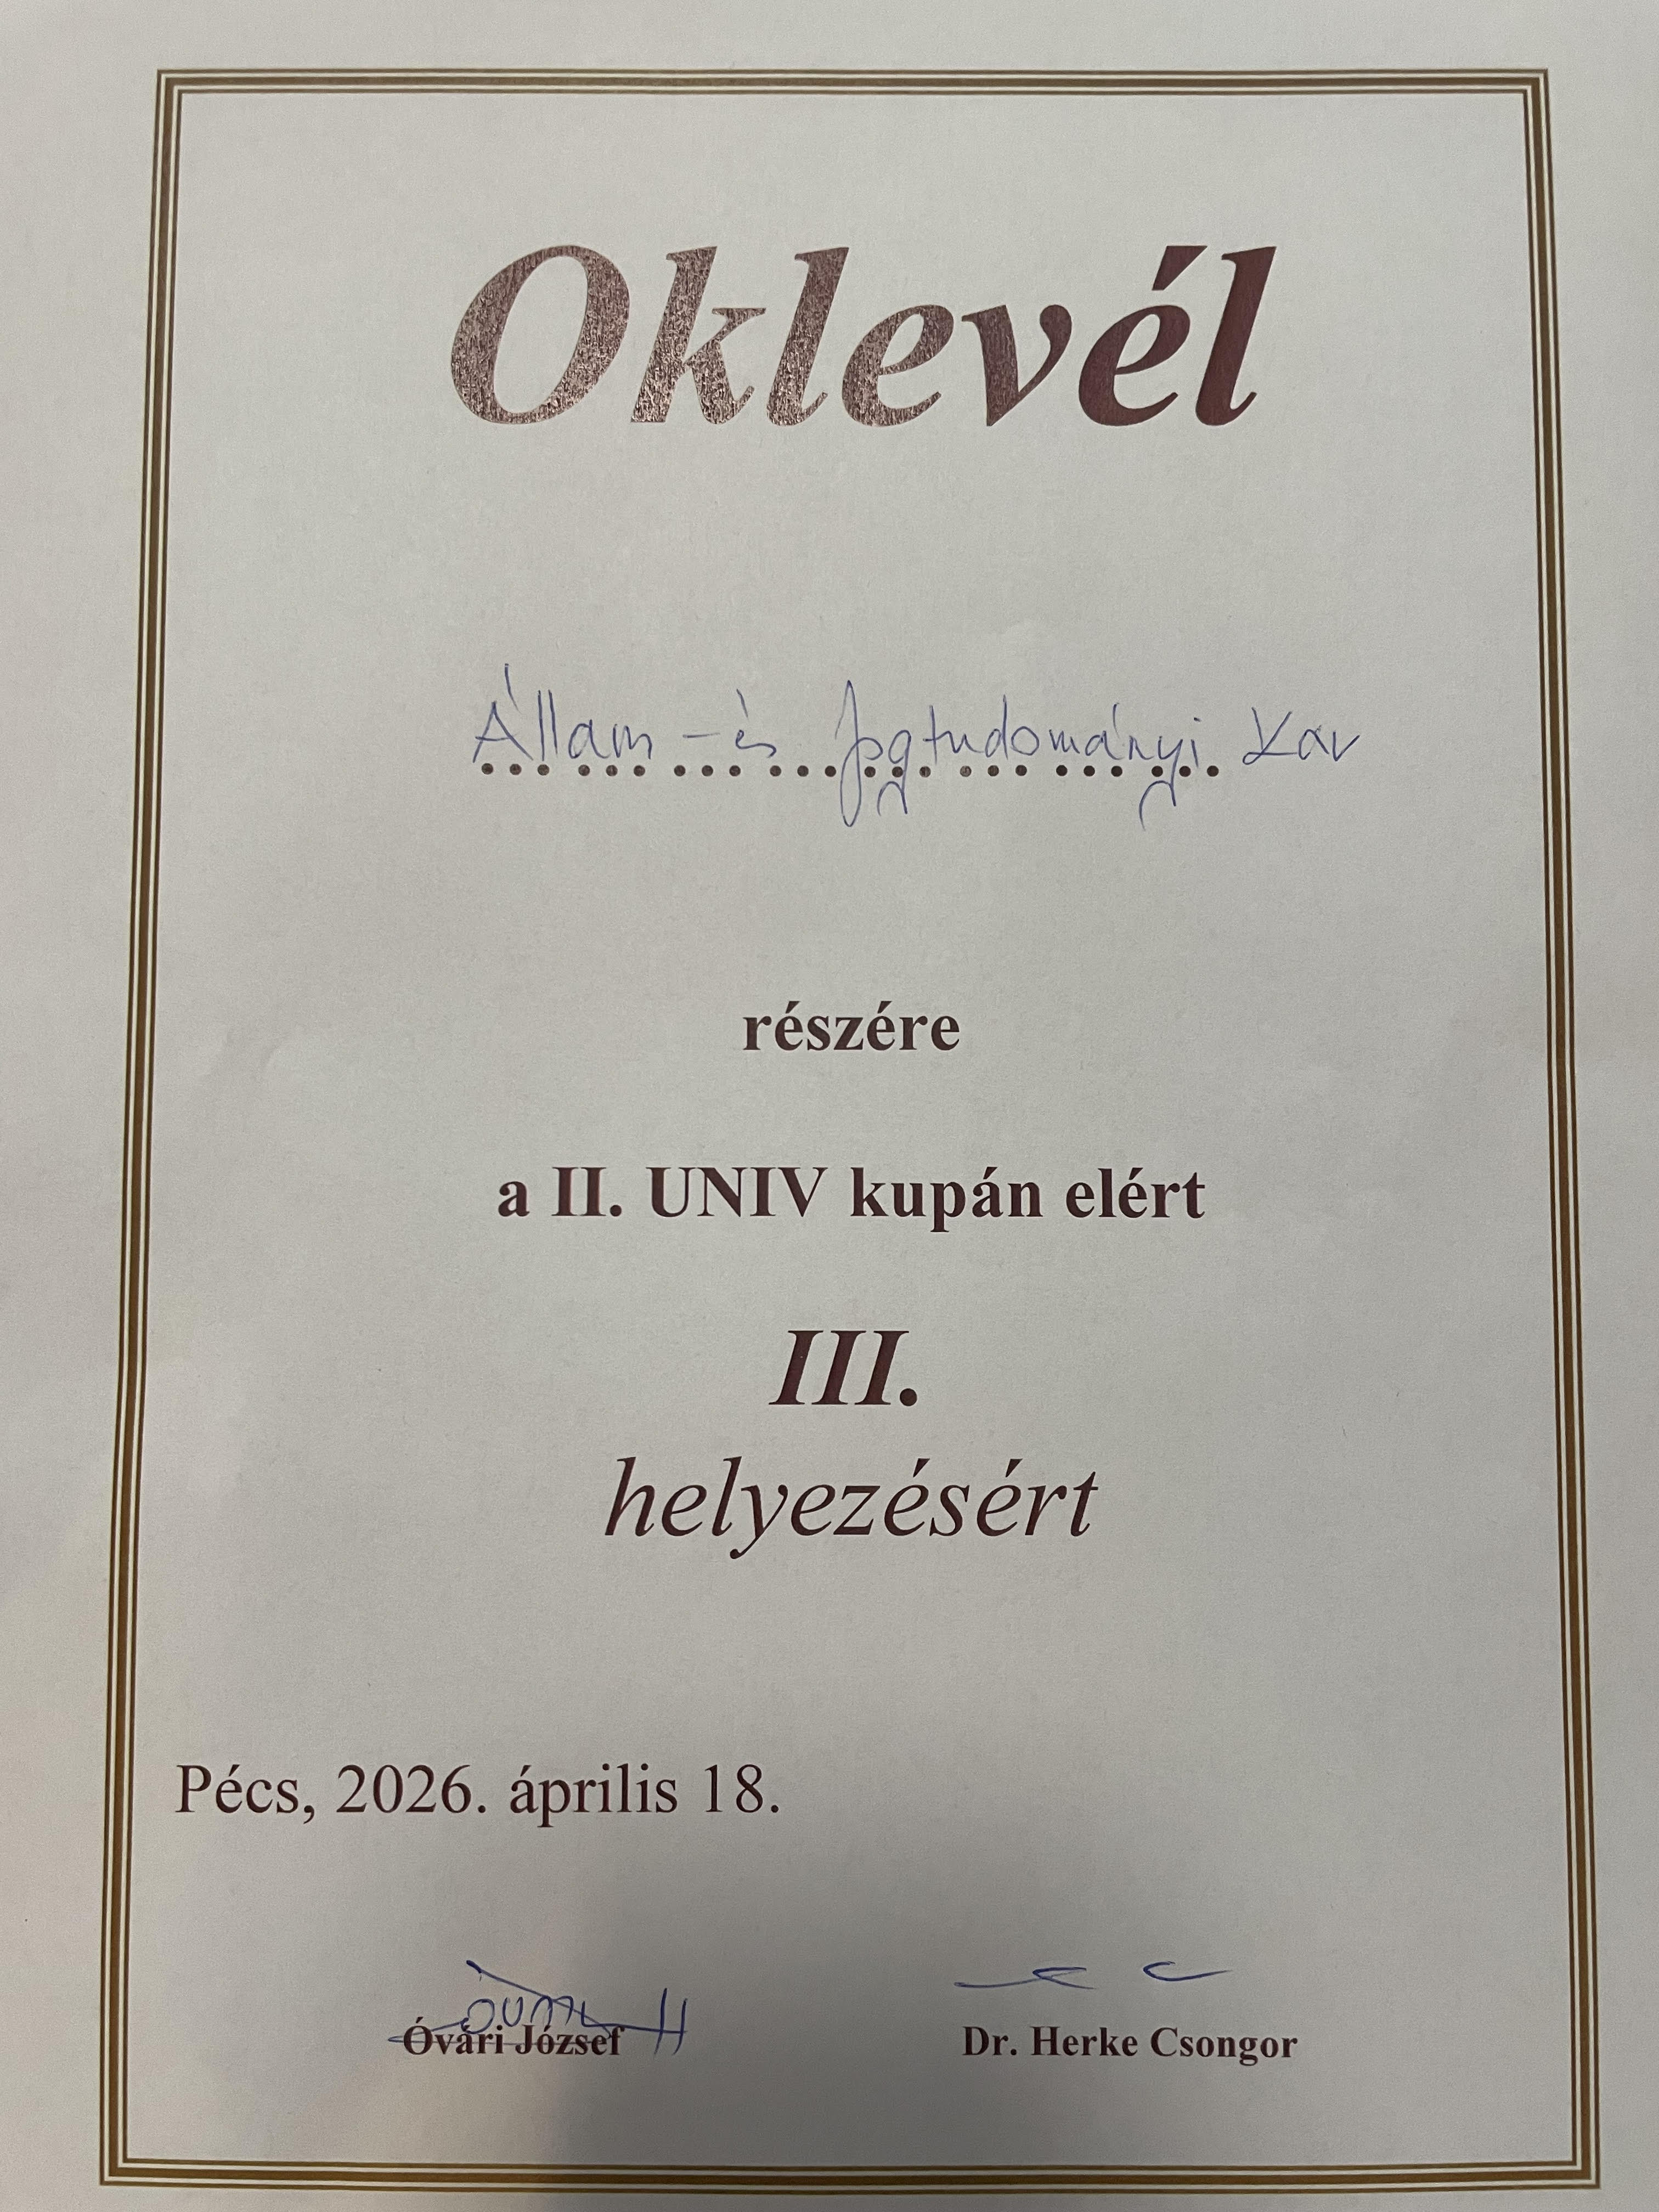 Oklevél
Állam-és Jogtudományi Kar
részére
a II. UNIV kupán elért
III.
helyezésért
Pécs, 2026. április 18.
Óvári József
Dr. Herke Csongor